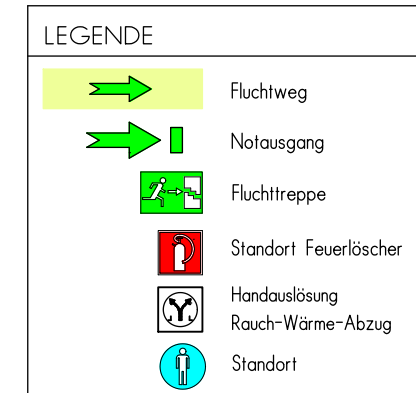 LEGENDE
Fluchtweg
Notausgang
Fluchttreppe
Standort Feuerlöscher
Handauslösung
Rauch-Wärme-Abzug
Standort